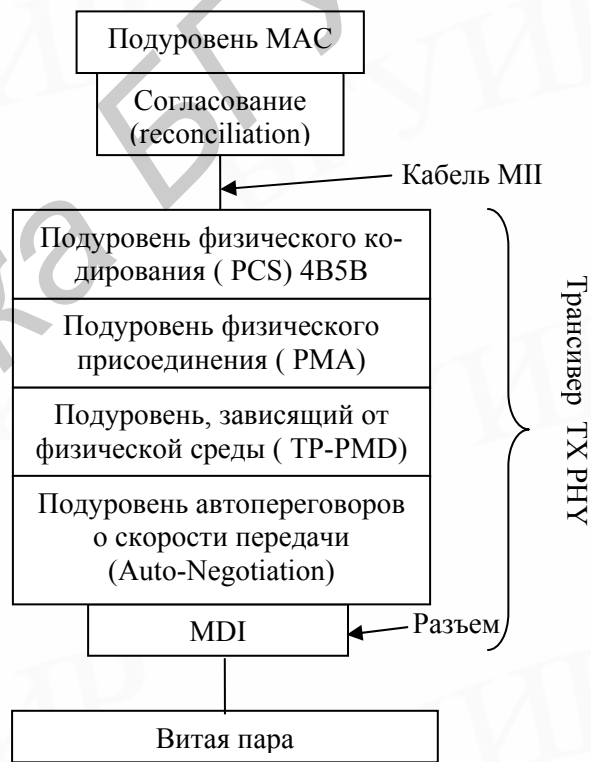 Подуровень MAC
Согласование
(reconciliation)
Кабель MII
Подуровень физического ко-
дирования ( PCS) 4B5B
Подуровень физического
присоединения ( PMA)
Подуровень, зависящий от
физической среды ( TP-PMD)
Подуровень автопереговоров
о скорости передачи
(Auto-Negotiation)
Трансивер TX PHY
MDI
Разъем
Витая пара